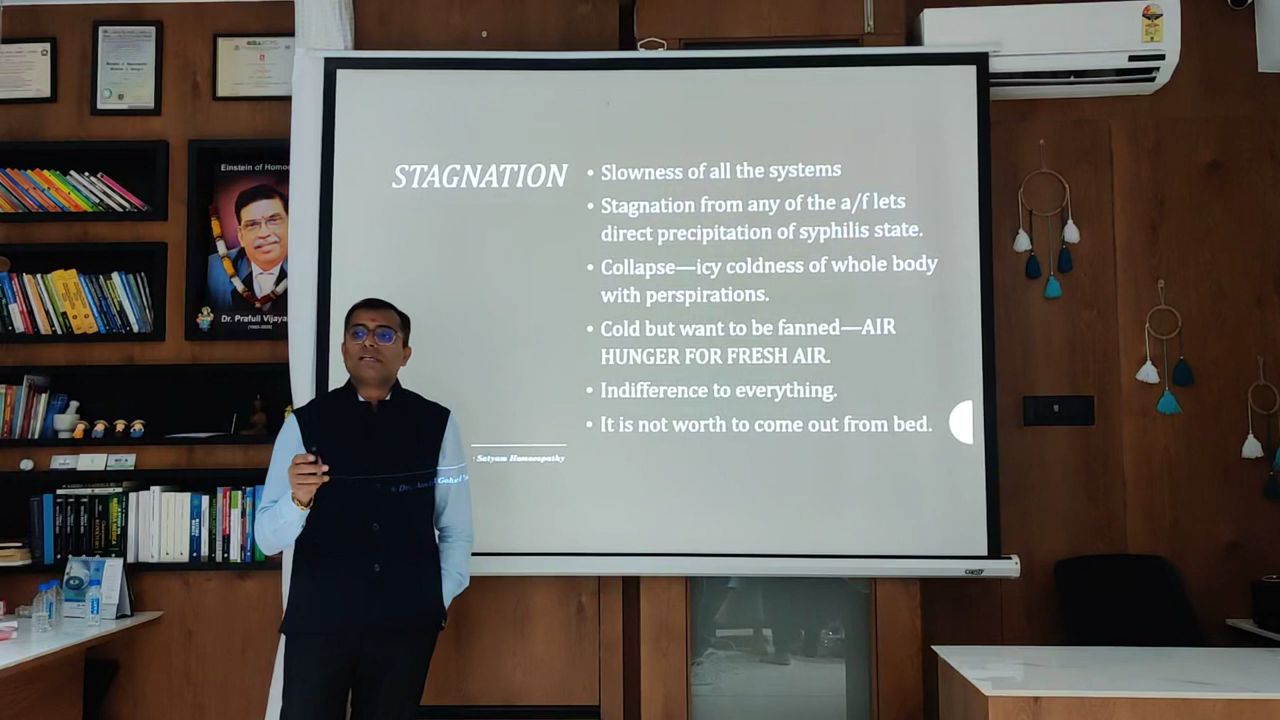 Einstein of Homoe
Dr. Prafull Vijaya
STAGNATION
• Slowness of all the systems
• Stagnation from any of the a/f lets
direct precipitation of syphilis state.
• Collapse—icy coldness of whole body
with perspirations.
• Cold but want to be fanned—AIR
HUNGER FOR FRESH AIR.
• Indifference to everything.
• It is not worth to come out from bed.
Satyam Homoeopathy